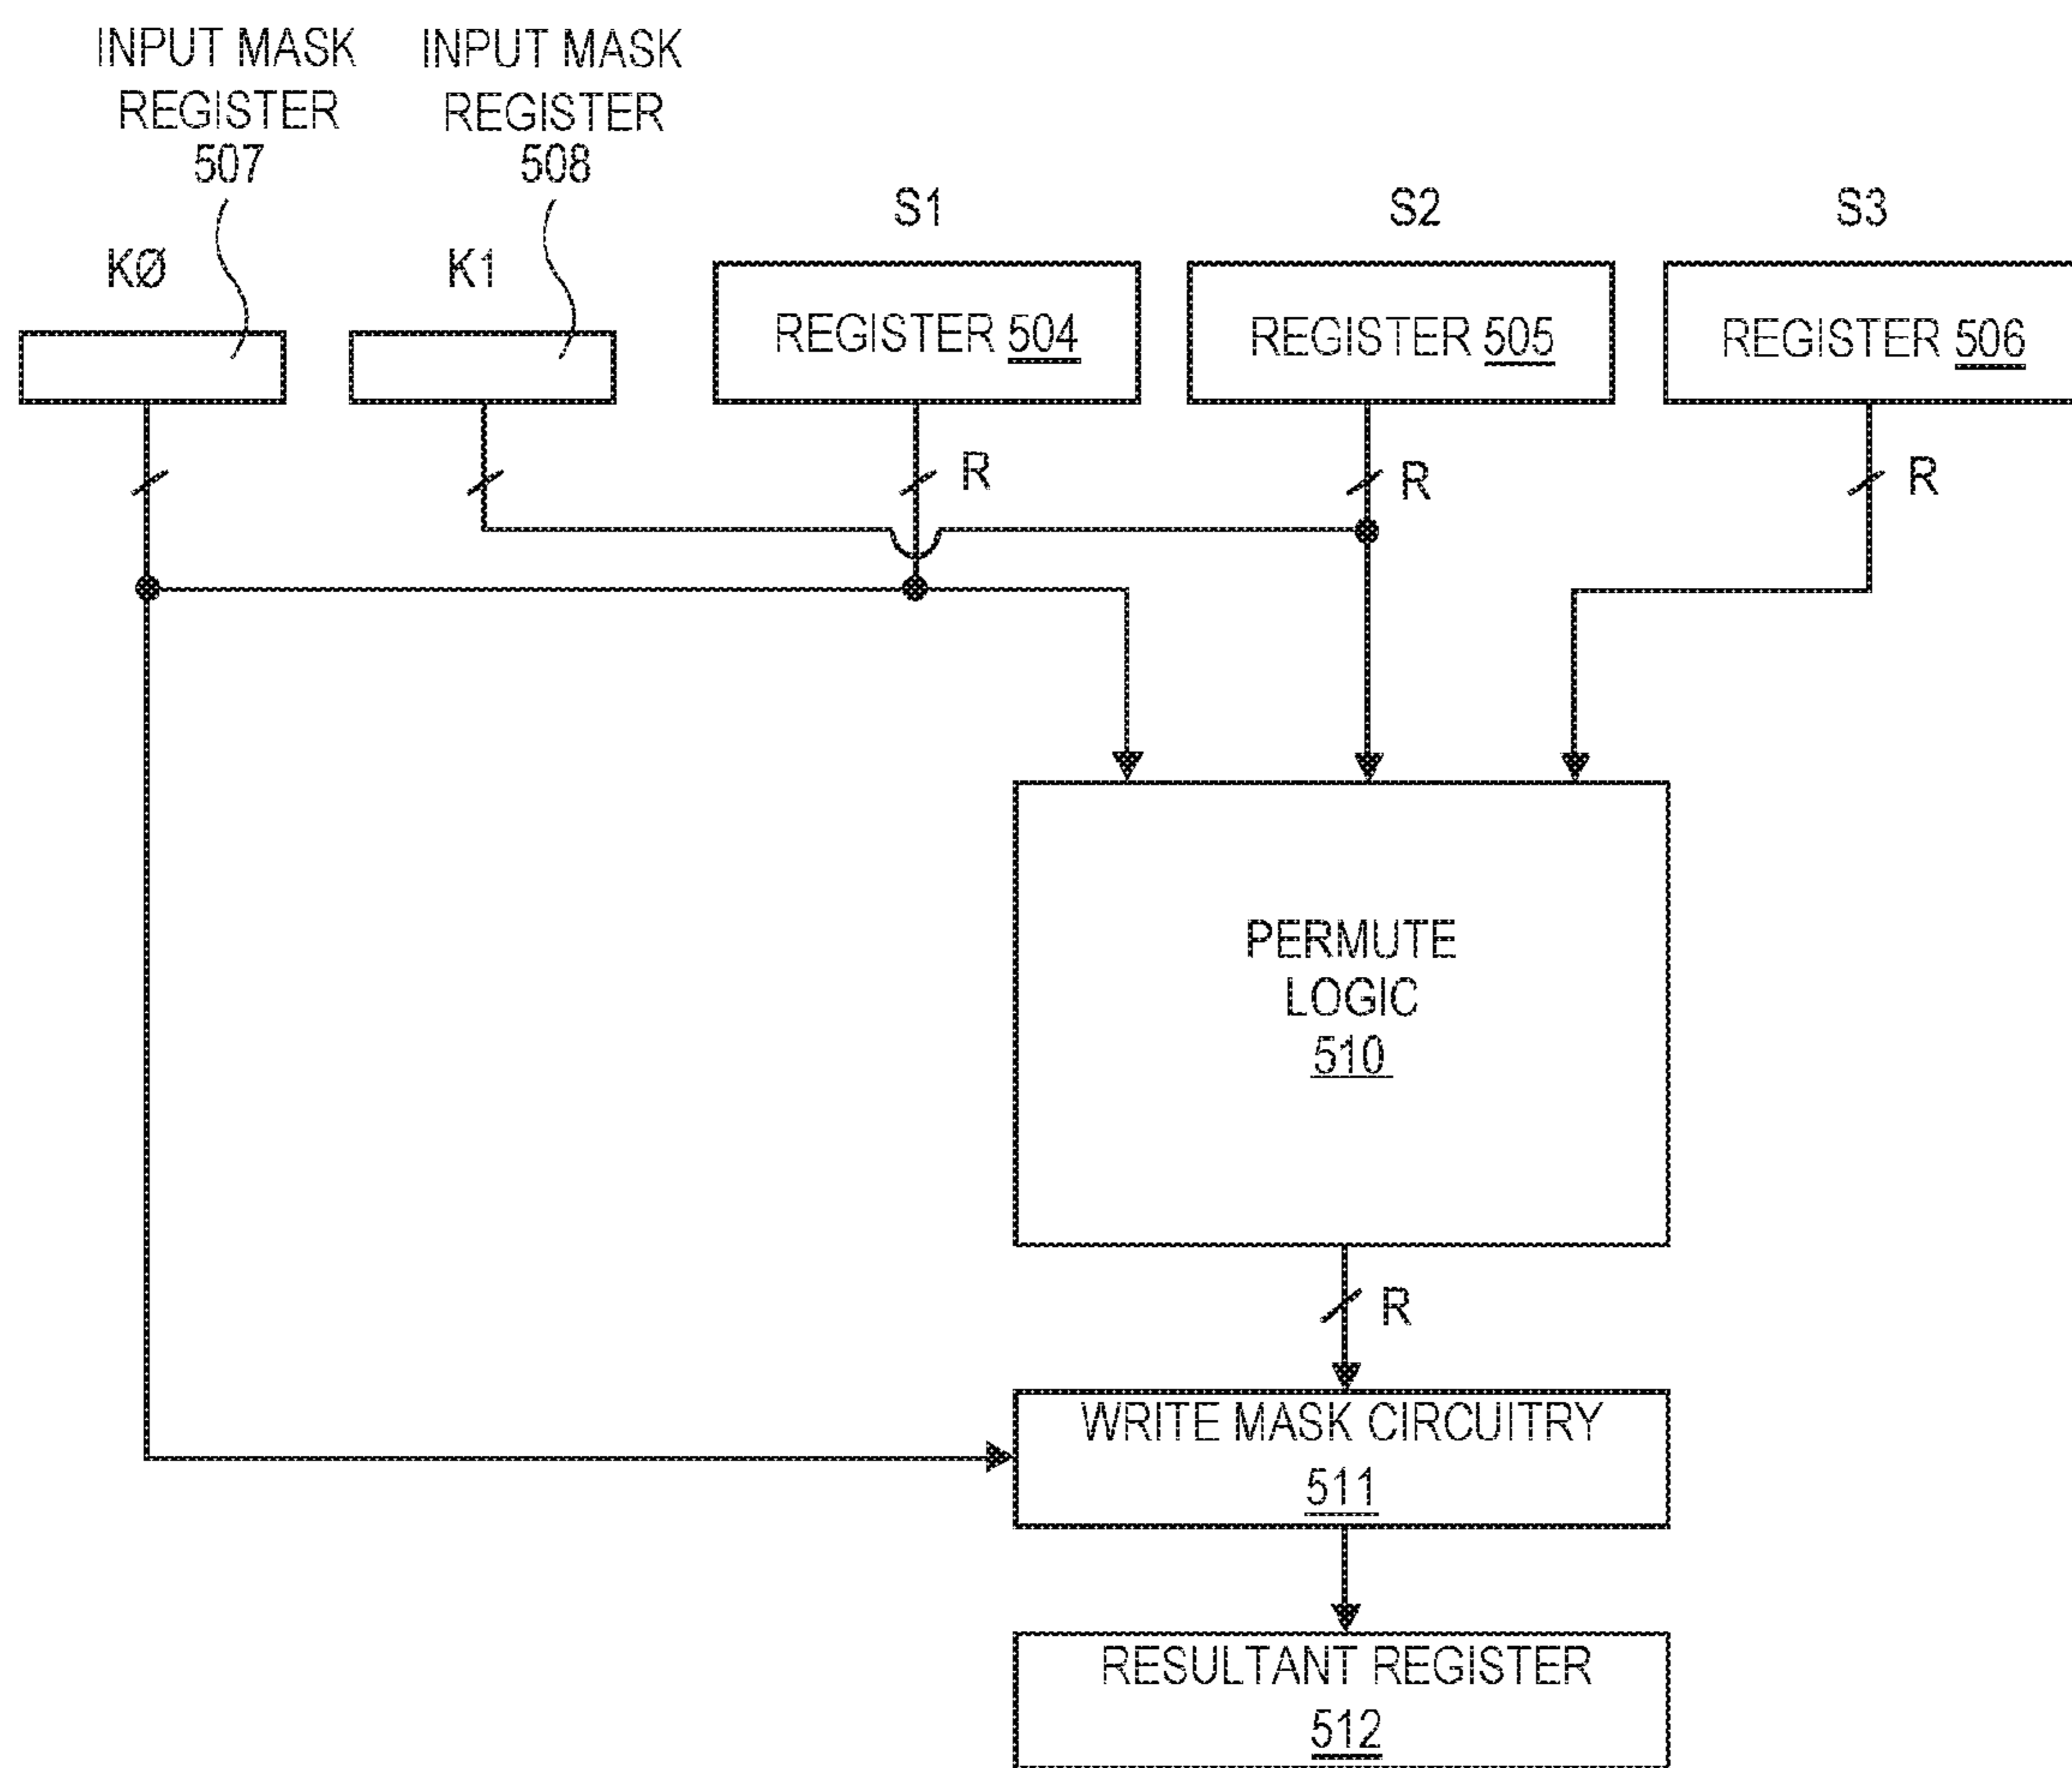 INPUT MASK
REGISTER
507
INPUT MASK
REGISTER
508
S1
S2
S3
KØ
K1
REGISTER 504
REGISTER 505
REGISTER 506
R
R
R
PERMUTE
LOGIC
510
R
WRITE MASK CIRCUITRY
511
RESULTANT REGISTER
512